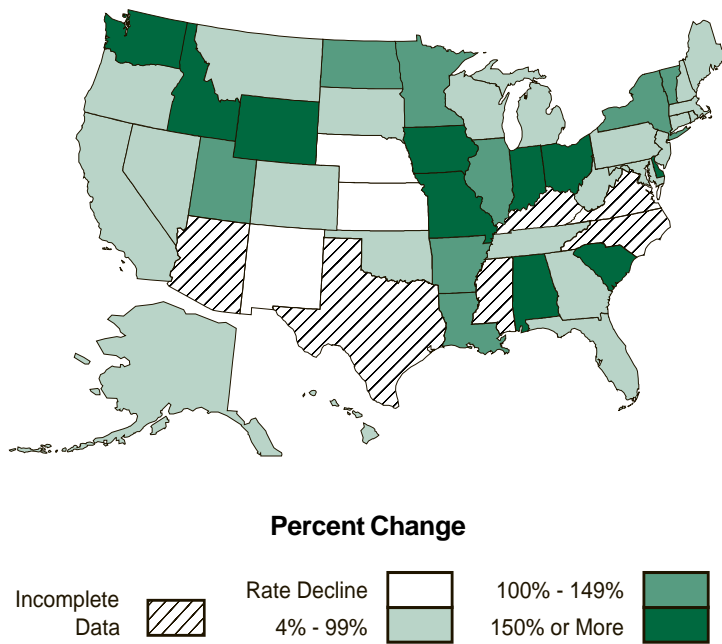 Percent Change
Incomplete
Data
Rate Decline
4% - 99%
100% - 149%
150% or More